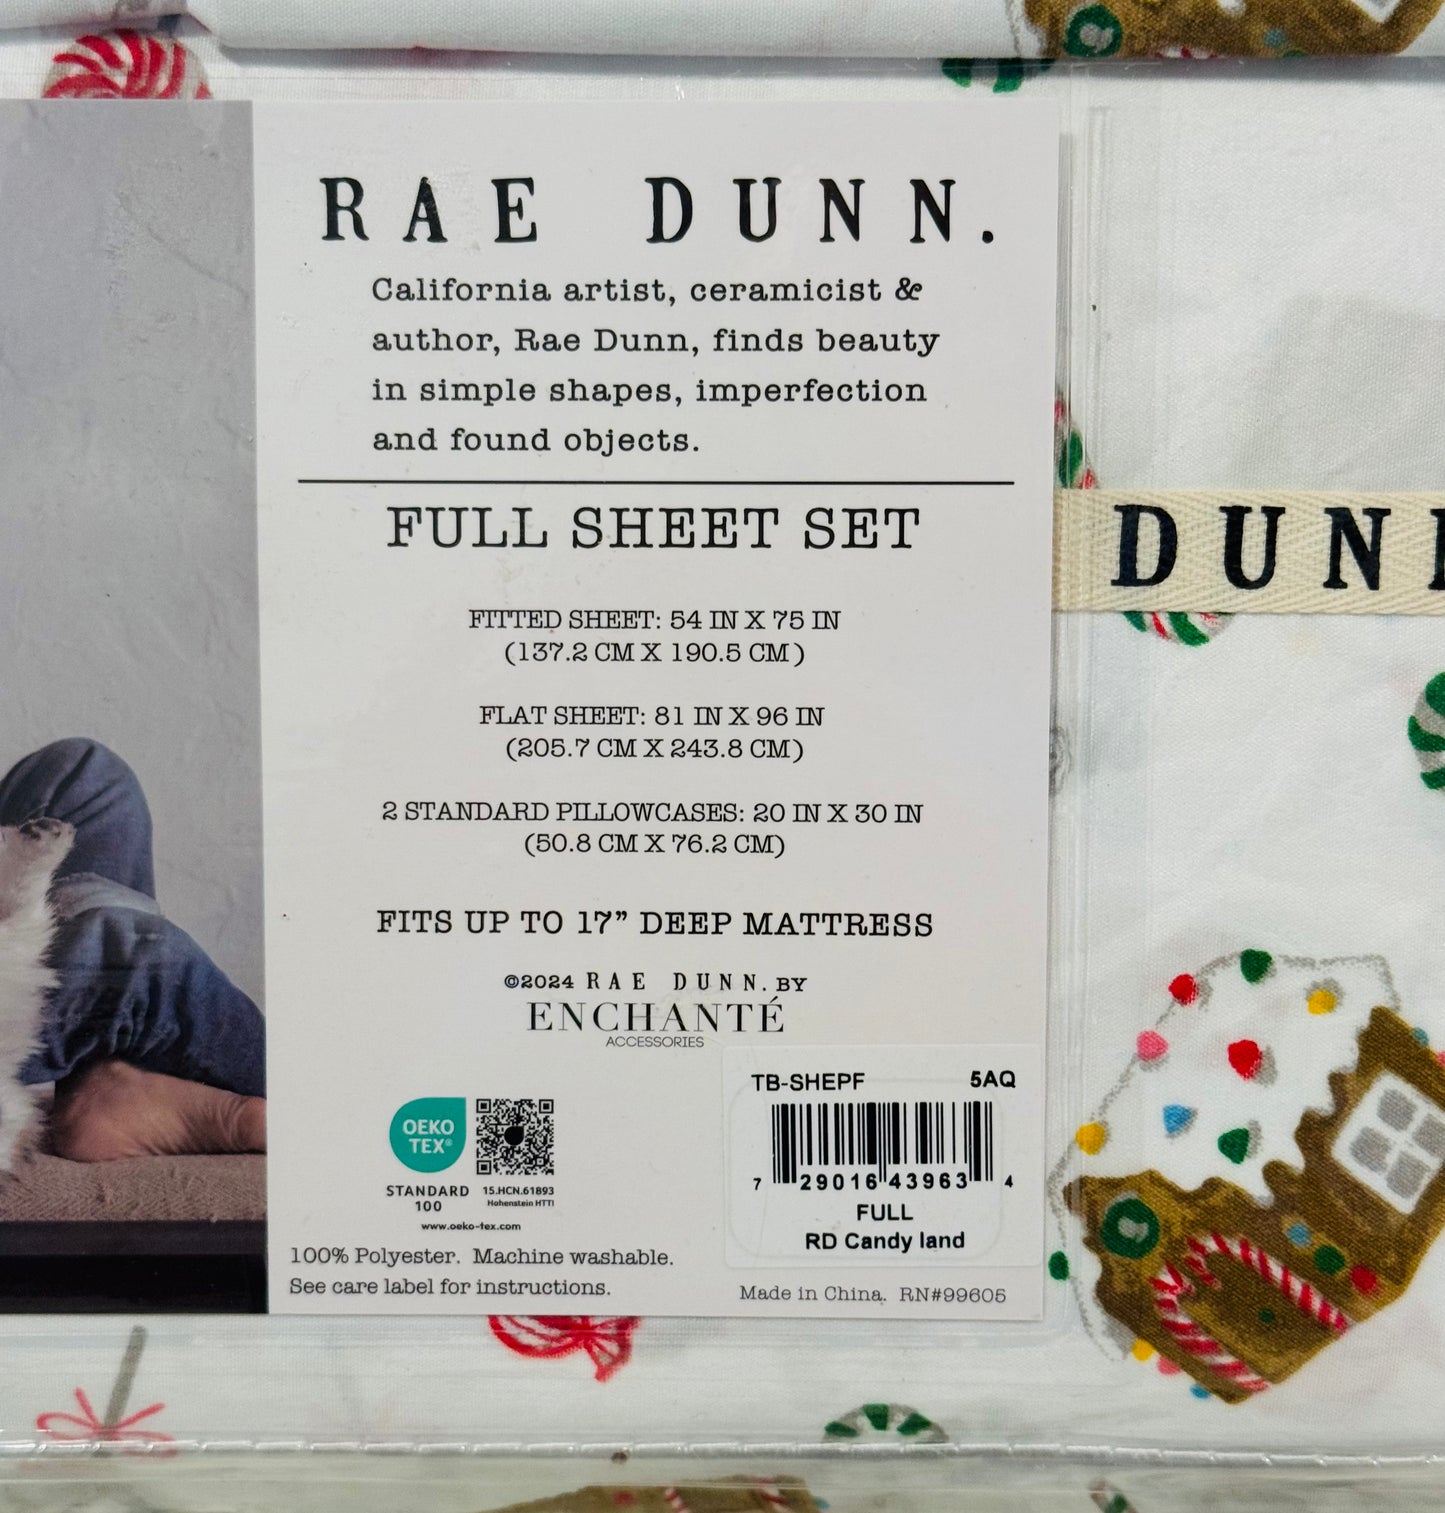 RAE DUNN.
California artist, ceramicist &
author, Rae Dunn, finds beauty
in simple shapes, imperfection
and found objects.
FULL SHEET SET
FITTED SHEET: 54 IN X 75 IN
(137.2 CM X 190.5 CM)
FLAT SHEET: 81 IN X 96 IN
(205.7 CM X 243.8 CM)
2 STANDARD PILLOWCASES: 20 IN X 30 IN
(50.8 CM X 76.2 CM)
FITS UP TO 17” DEEP MATTRESS
©2024 RAE DUNN. BY
ENCHANTÉ
ACCESSORIES
OEKO
TEX®
STANDARD
100
15.HCN.61893
Hohenstein HTTI
www.oeko-tex.com
100% Polyester. Machine washable.
See care label for instructions.
TB-SHEPF 5AQ
7 29016 43963 4
FULL
RD Candy land
Made in China. RN#99605
DUN